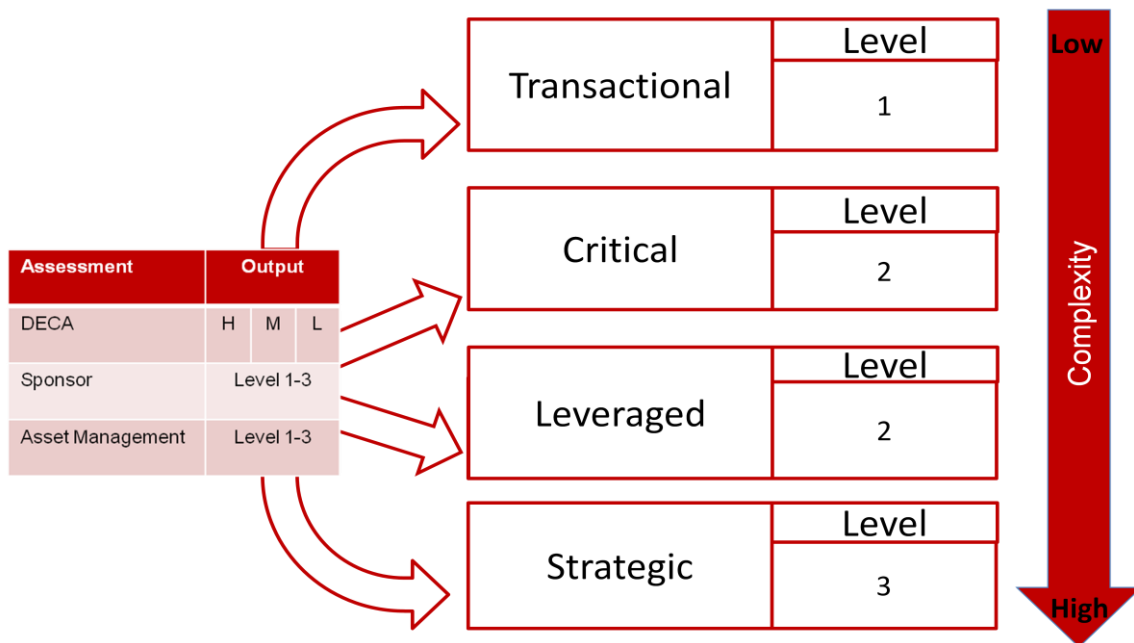 Assessment Output
DECA H M L
Sponsor Level 1-3
Asset Management Level 1-3
Transactional
Level
1
Critical
Level
2
Leveraged
Level
2
Strategic
Level
3
Low
Complexity
High